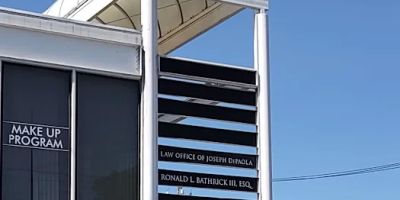 MAKE UP
PROGRAM
LAW OFFICE OF JOSEPH DEPAOLA
RONALD L. BATHRICK III, ESQ.